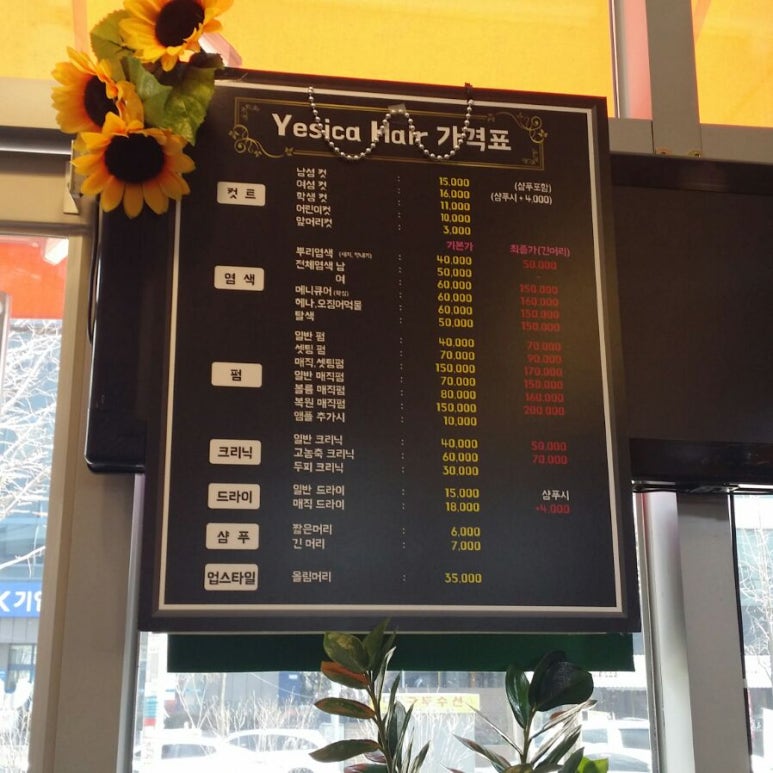 Yesica Hair 가격표
컷 트
남성 컷 : 15,000 (샴푸포함)
여성 컷 : 16,000 (샴푸시 + 4,000)
학생 컷 : 11,000
어린이컷 : 10,000
앞머리컷 : 3,000
기본가 최종가(긴머리)
염 색
뿌리염색 : 40,000 50,000
전체염색 남 : 50,000 -
여 : 60,000 150,000
메니큐어 : 60,000 160,000
헤나,오징어먹물 : 60,000 150,000
탈색 : 50,000 150,000
펌
일반 펌 : 40,000 70,000
셋팅 펌 : 70,000 90,000
매직,셋팅펌 : 150,000 170,000
일반 매직펌 : 70,000 150,000
볼륨 매직펌 : 80,000 160,000
복원 매직펌 : 150,000 200,000
앰플 추가시 : 10,000
크리닉
일반 크리닉 : 40,000 50,000
고농축 크리닉 : 60,000 70,000
두피 크리닉 : 30,000
드라이
일반 드라이 : 15,000 샴푸시
매직 드라이 : 18,000 +4,000
샴 푸
짧은머리 : 6,000
긴 머리 : 7,000
업스타일
올림머리 : 35,000
K기업